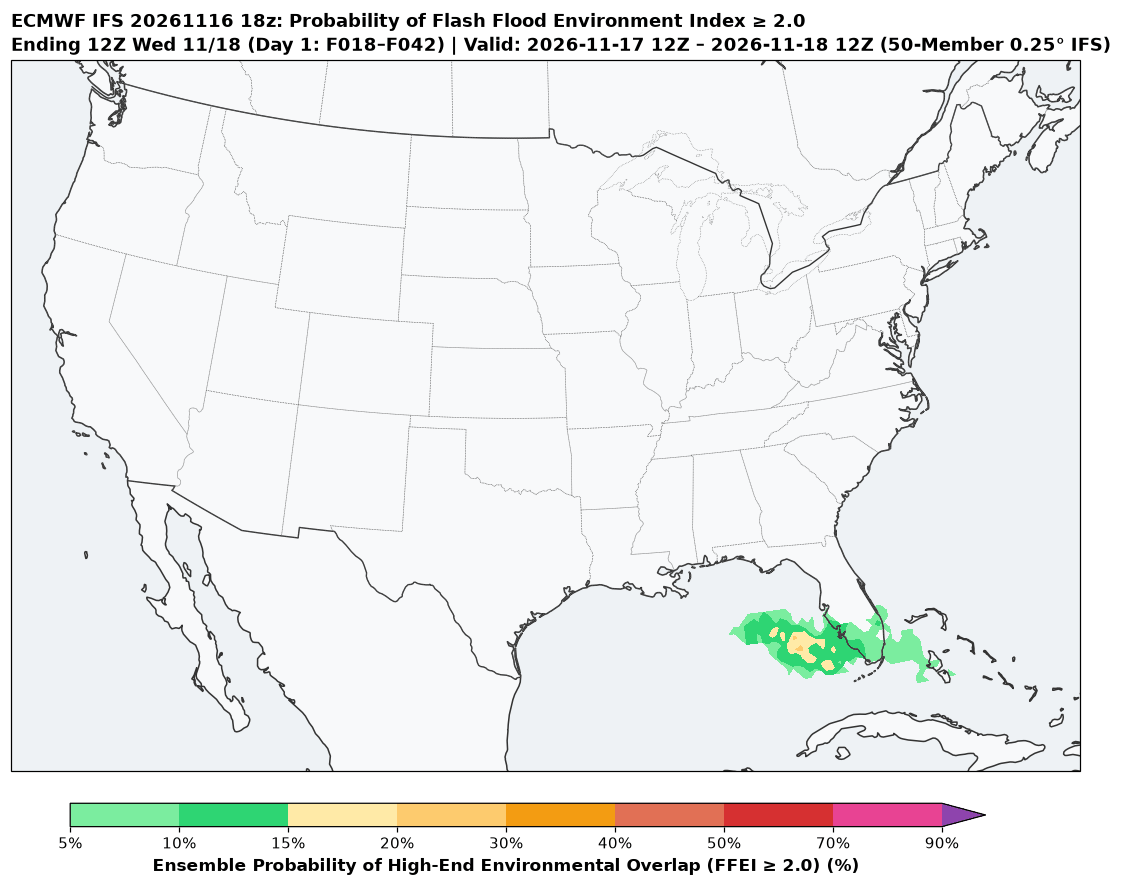 ECMWF IFS 20261116 18z: Probability of Flash Flood Environment Index ≥ 2.0
Ending 12Z Wed 11/18 (Day 1: F018–F042) | Valid: 2026-11-17 12Z – 2026-11-18 12Z (50-Member 0.25° IFS)
5% 10% 15% 20% 30% 40% 50% 70% 90%
Ensemble Probability of High-End Environmental Overlap (FFEI ≥ 2.0) (%)